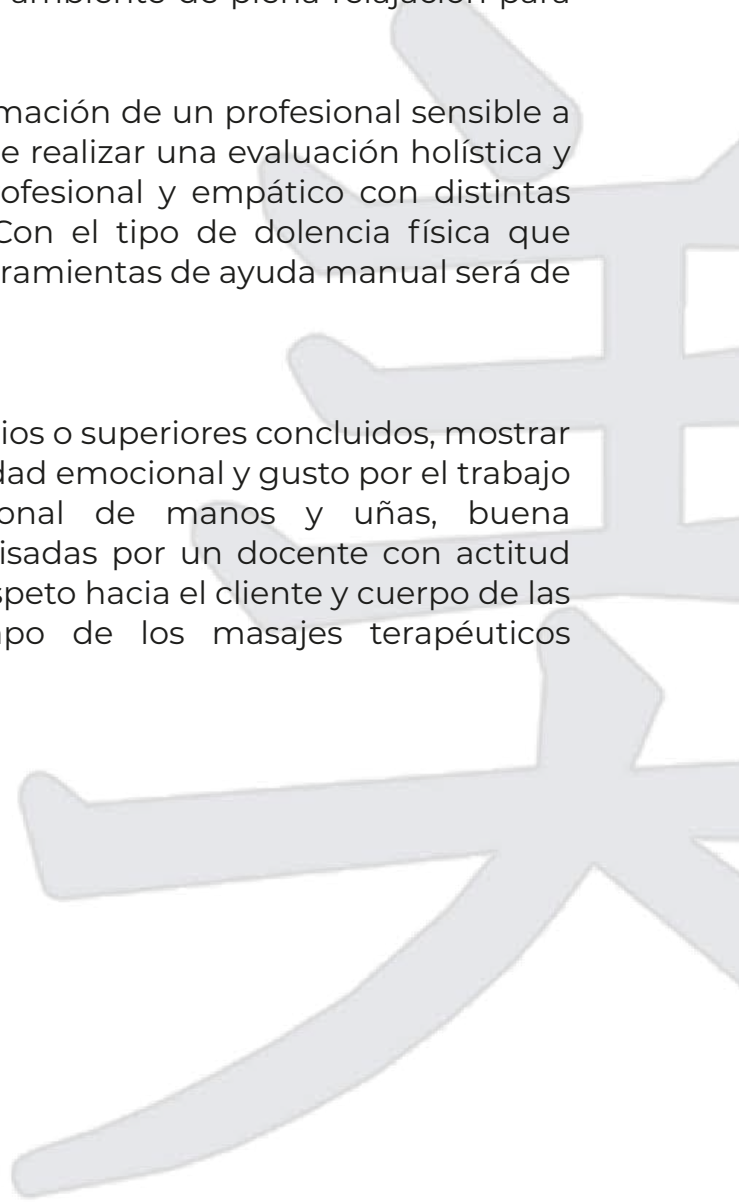 ambiente de plena relajación para
mación de un profesional sensible a
e realizar una evaluación holística y
ofesional y empático con distintas
Con el tipo de dolencia física que
ramientas de ayuda manual será de
ios o superiores concluidos, mostrar
dad emocional y gusto por el trabajo
onal de manos y uñas, buena
isadas por un docente con actitud
speto hacia el cliente y cuerpo de las
po de los masajes terapéuticos